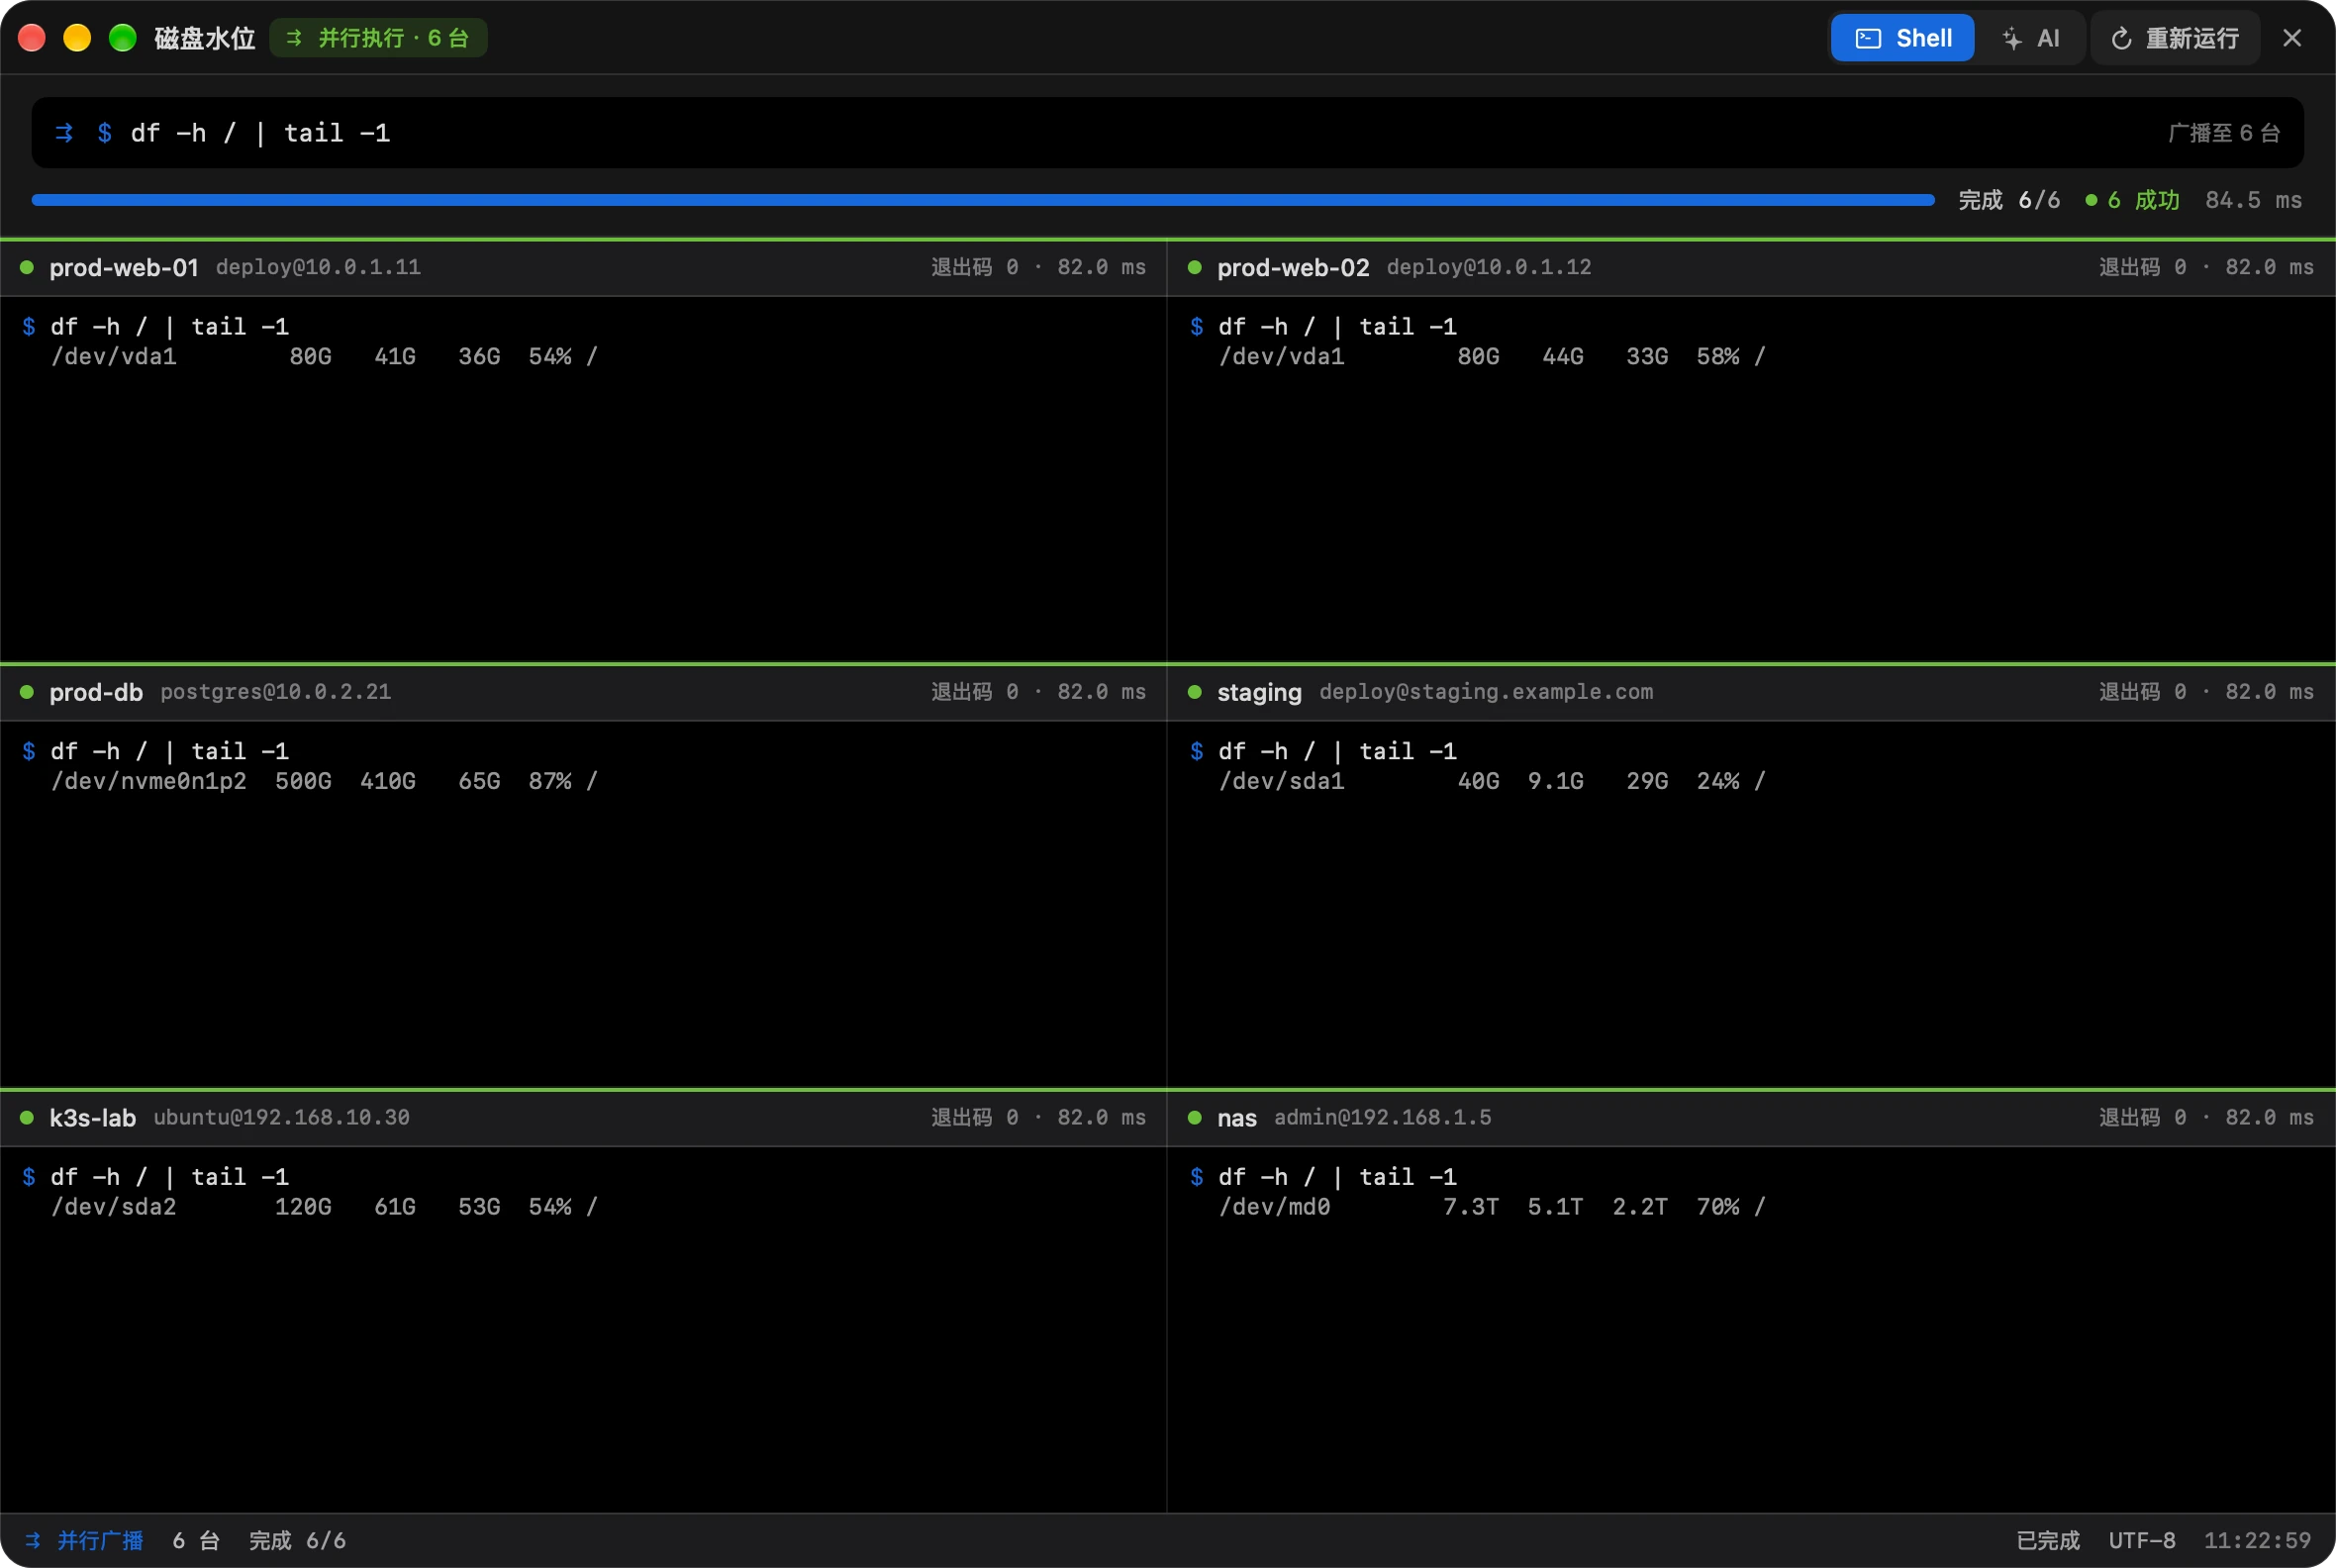 磁盘水位 并行执行 · 6 台 Shell AI 重新运行
$ df -h / | tail -1 广播至 6 台
完成 6/6 6 成功 84.5 ms
prod-web-01 deploy@10.0.1.11 退出码 0 · 82.0 ms
$ df -h / | tail -1
/dev/vda1 80G 41G 36G 54% /
prod-web-02 deploy@10.0.1.12 退出码 0 · 82.0 ms
$ df -h / | tail -1
/dev/vda1 80G 44G 33G 58% /
prod-db postgres@10.0.2.21 退出码 0 · 82.0 ms
$ df -h / | tail -1
/dev/nvme0n1p2 500G 410G 65G 87% /
staging deploy@staging.example.com 退出码 0 · 82.0 ms
$ df -h / | tail -1
/dev/sda1 40G 9.1G 29G 24% /
k3s-lab ubuntu@192.168.10.30 退出码 0 · 82.0 ms
$ df -h / | tail -1
/dev/sda2 120G 61G 53G 54% /
nas admin@192.168.1.5 退出码 0 · 82.0 ms
$ df -h / | tail -1
/dev/md0 7.3T 5.1T 2.2T 70% /
并行广播 6 台 完成 6/6 已完成 UTF-8 11:22:59